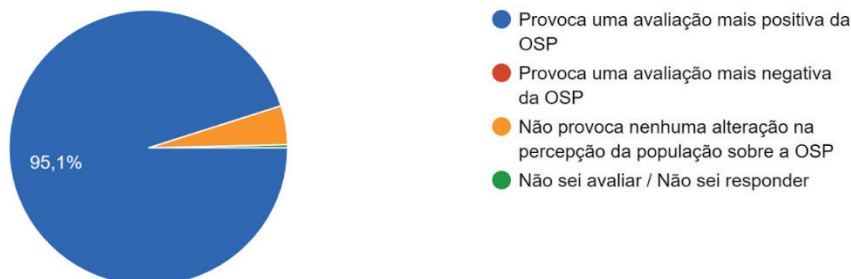 Provoca uma avaliação mais positiva da
OSP
Provoca uma avaliação mais negativa
da OSP
Não provoca nenhuma alteração na
percepção da população sobre a OSP
Não sei avaliar / Não sei responder
95,1%